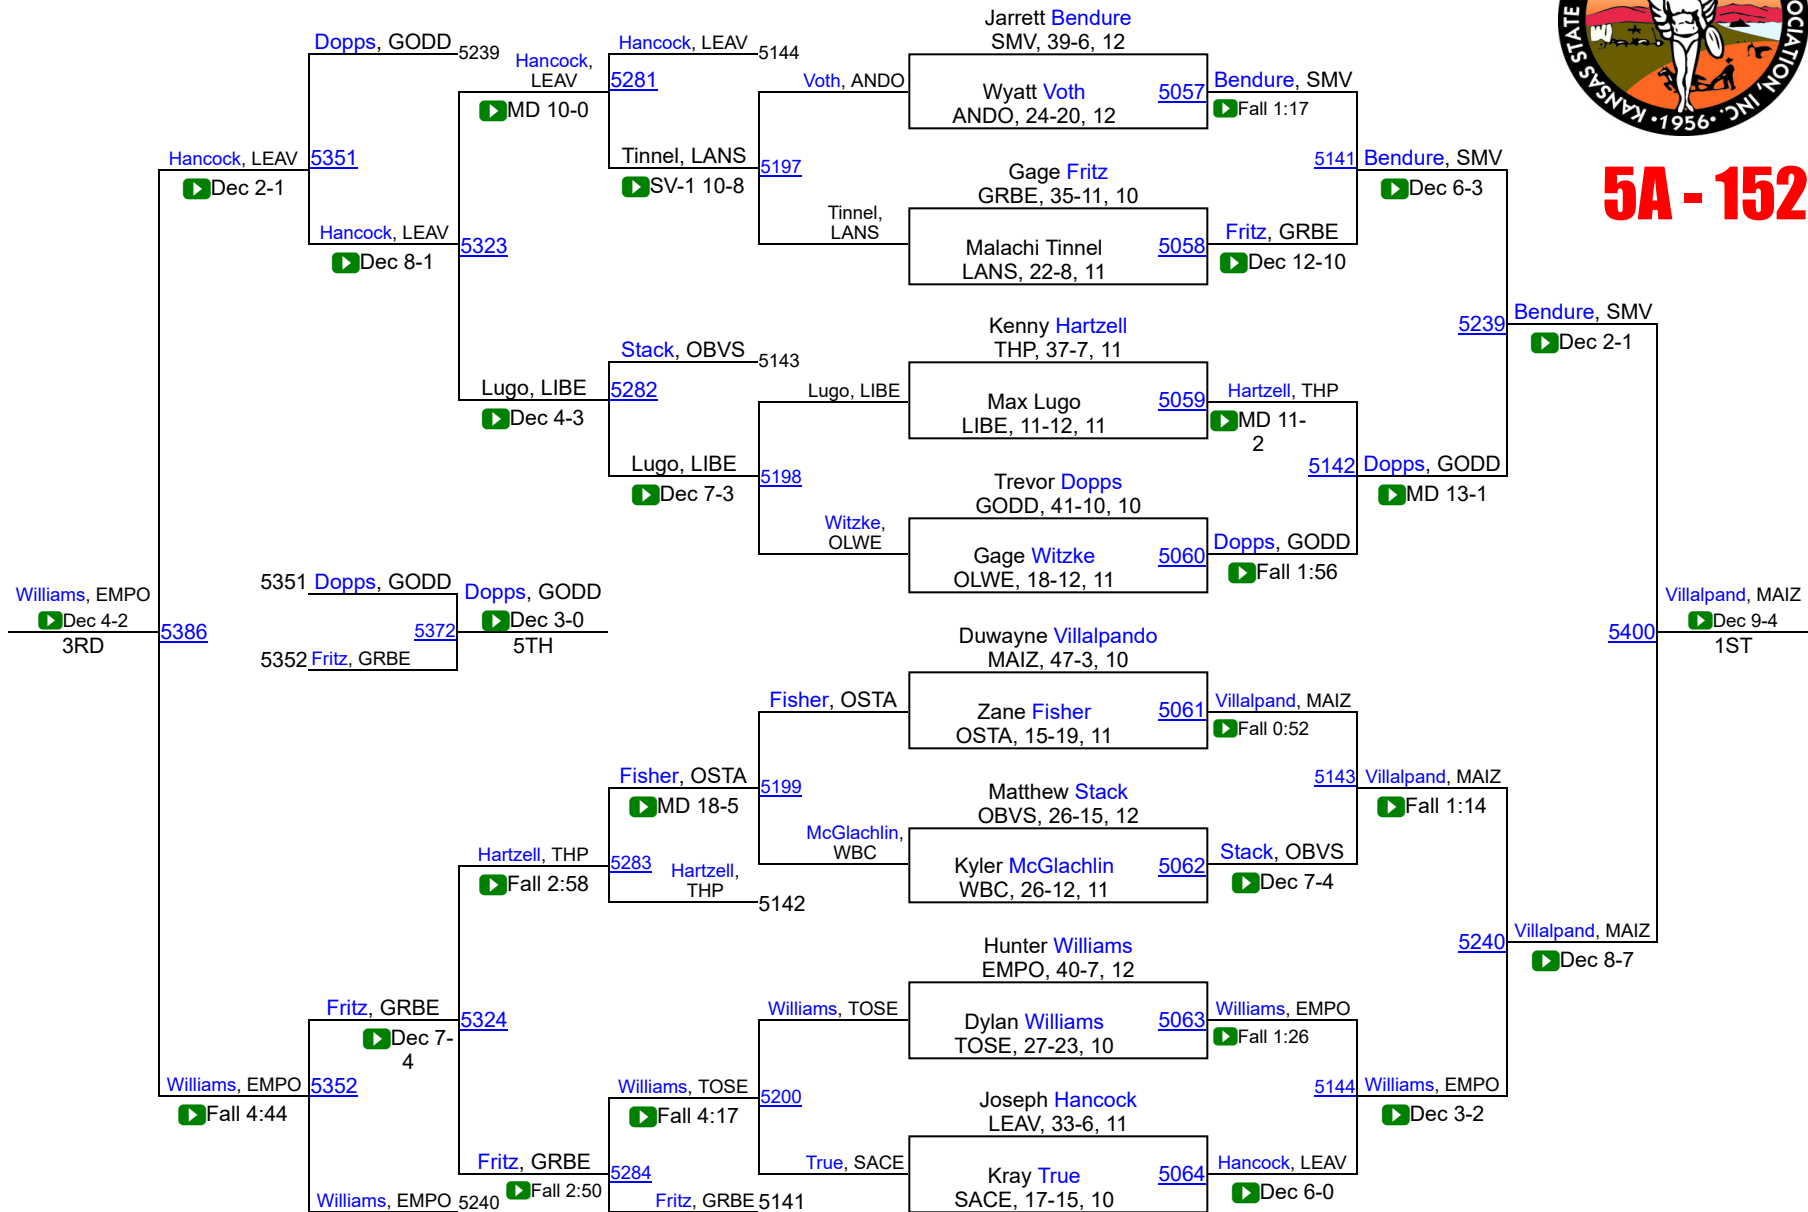 KANSAS STATE
OCIATION, INC.
•1956•
5A - 152
Dopps, GODD
5239
Hancock, LEAV
5351
Dec 2-1
Hancock, LEAV
Dec 8-1
Hancock,
LEAV
MD 10-0
5323
Hancock, LEAV
5144
5281
Tinnel, LANS
SV-1 10-8
Voth, ANDO
5197
Tinnel,
LANS
Stack, OBVS
5143
Lugo, LIBE
5282
Dec 4-3
Lugo, LIBE
Dec 7-3
Lugo, LIBE
5198
Witzke,
OLWE
Jarrett Bendure
SMV, 39-6, 12
Wyatt Voth
ANDO, 24-20, 12
5057
Bendure, SMV
Fall 1:17
Gage Fritz
GRBE, 35-11, 10
Malachi Tinnel
LANS, 22-8, 11
5058
Fritz, GRBE
Dec 12-10
5141
Bendure, SMV
Dec 6-3
Kenny Hartzell
THP, 37-7, 11
Max Lugo
LIBE, 11-12, 11
5059
Hartzell, THP
MD 11-
2
Trevor Dopps
GODD, 41-10, 10
Gage Witzke
OLWE, 18-12, 11
5060
Dopps, GODD
Fall 1:56
5142
Dopps, GODD
MD 13-1
5239
Bendure, SMV
Dec 2-1
Williams, EMPO
Dec 4-2
3RD
5386
5351 Dopps, GODD
5352 Fritz, GRBE
5372
Dopps, GODD
Dec 3-0
5TH
Villalpand, MAIZ
Dec 9-4
1ST
5400
Duwayne Villalpando
MAIZ, 47-3, 10
Zane Fisher
OSTA, 15-19, 11
5061
Villalpand, MAIZ
Fall 0:52
Matthew Stack
OBVS, 26-15, 12
Kyler McGlachlin
WBC, 26-12, 11
5062
Stack, OBVS
Dec 7-4
5143
Villalpand, MAIZ
Fall 1:14
Hunter Williams
EMPO, 40-7, 12
Dylan Williams
TOSE, 27-23, 10
5063
Williams, EMPO
Fall 1:26
Joseph Hancock
LEAV, 33-6, 11
Kray True
SACE, 17-15, 10
5064
Hancock, LEAV
Dec 6-0
5144
Williams, EMPO
Dec 3-2
5240
Villalpand, MAIZ
Dec 8-7
Fisher, OSTA
5199
McGlachlin,
WBC
Fisher, OSTA
MD 18-5
5283
Hartzell,
THP
5142
Hartzell, THP
Fall 2:58
5324
Fritz, GRBE
Dec 7-
4
Williams, TOSE
5200
True, SACE
Williams, TOSE
Fall 4:17
5284
Fritz, GRBE 5141
Fritz, GRBE
Fall 2:50
Williams, EMPO
5352
Fall 4:44
Williams, EMPO 5240